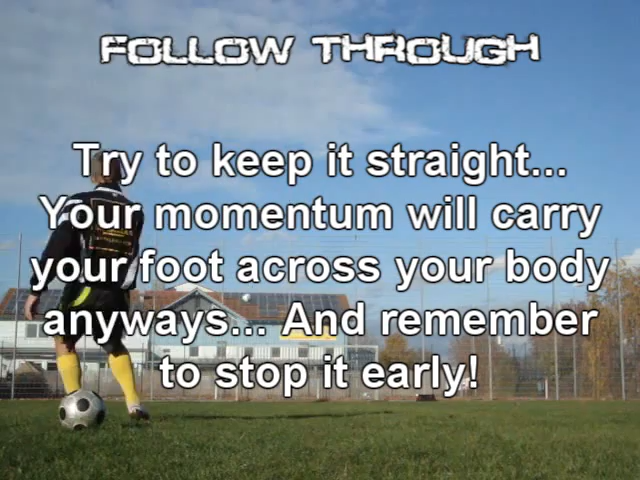 FOLLOW THROUGH
Try to keep it straight...
Your momentum will carry
your foot across your body
anyways... And remember
to stop it early!